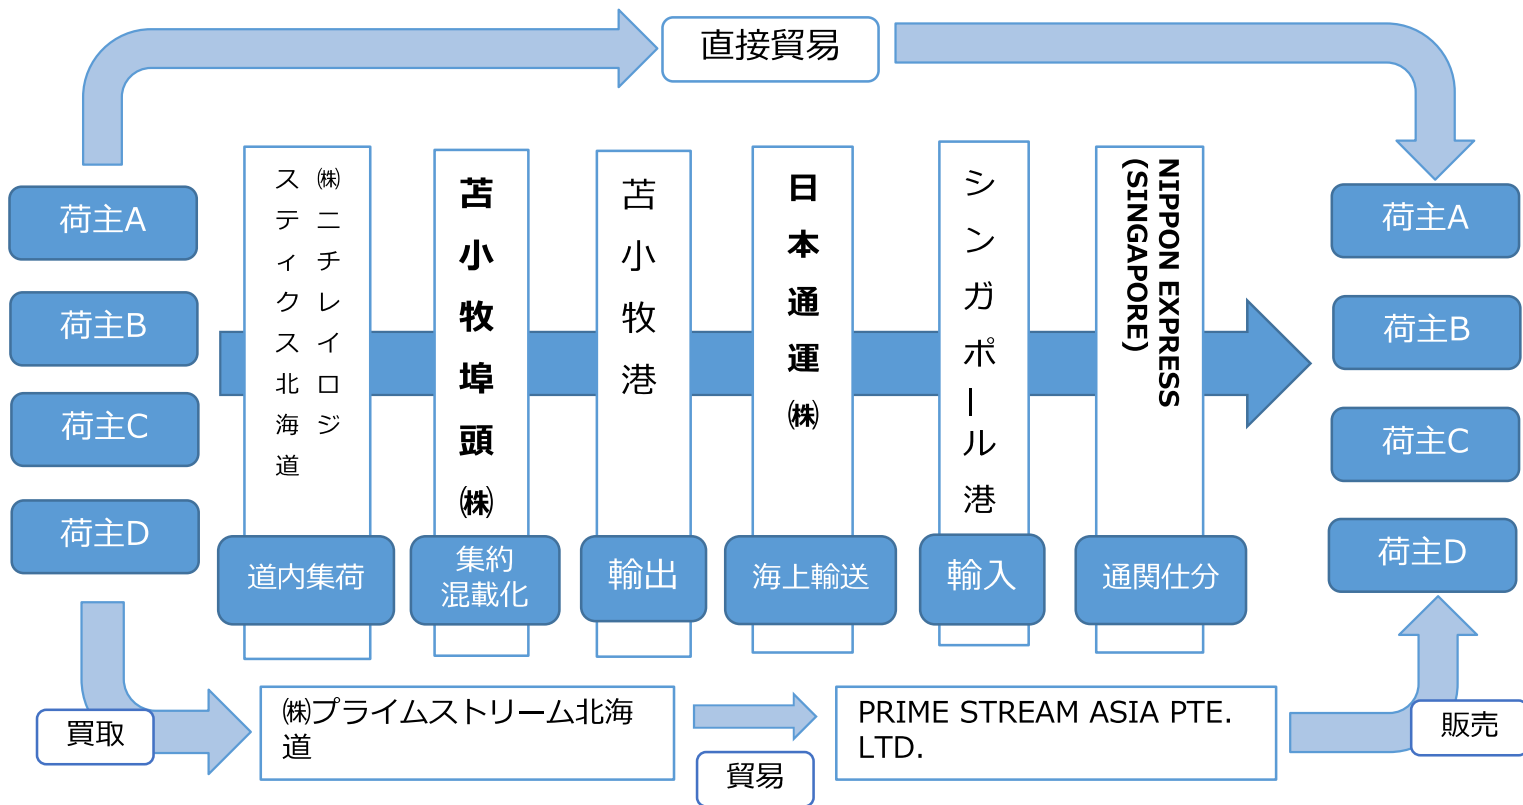 直接貿易
荷主A
荷主B
荷主C
荷主D
㈱ニチレイロジ
スティクス北海道
道内集荷
苫小牧埠頭㈱
集約
混載化
苫小牧港
輸出
日本通運㈱
海上輸送
シンガポール港
輸入
NIPPON EXPRESS
(SINGAPORE)
通関仕分
荷主A
荷主B
荷主C
荷主D
買取
㈱プライムストリーム北海
道
貿易
PRIME STREAM ASIA PTE.
LTD.
販売